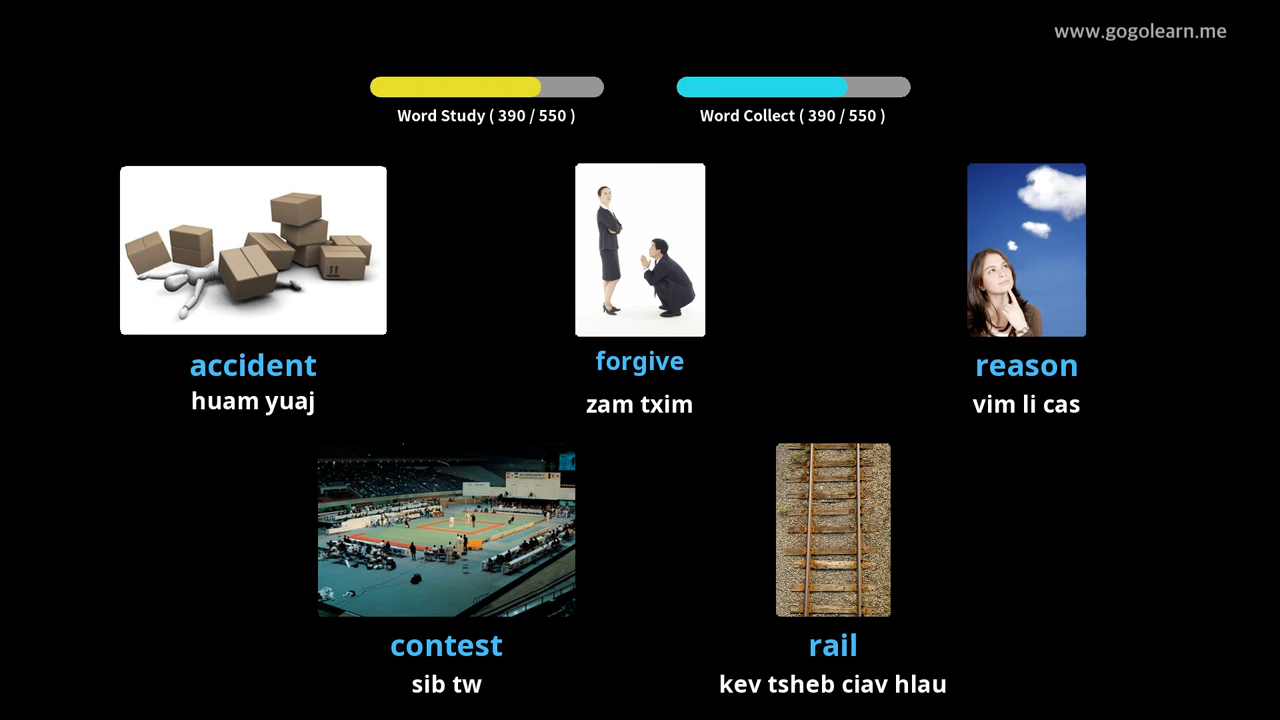 www.gogolearn.me
Word Study ( 390 / 550 )
Word Collect ( 390 / 550 )
accident
huam yuaj
forgive
zam txim
reason
vim li cas
contest
sib tw
rail
kev tsheb ciav hlau